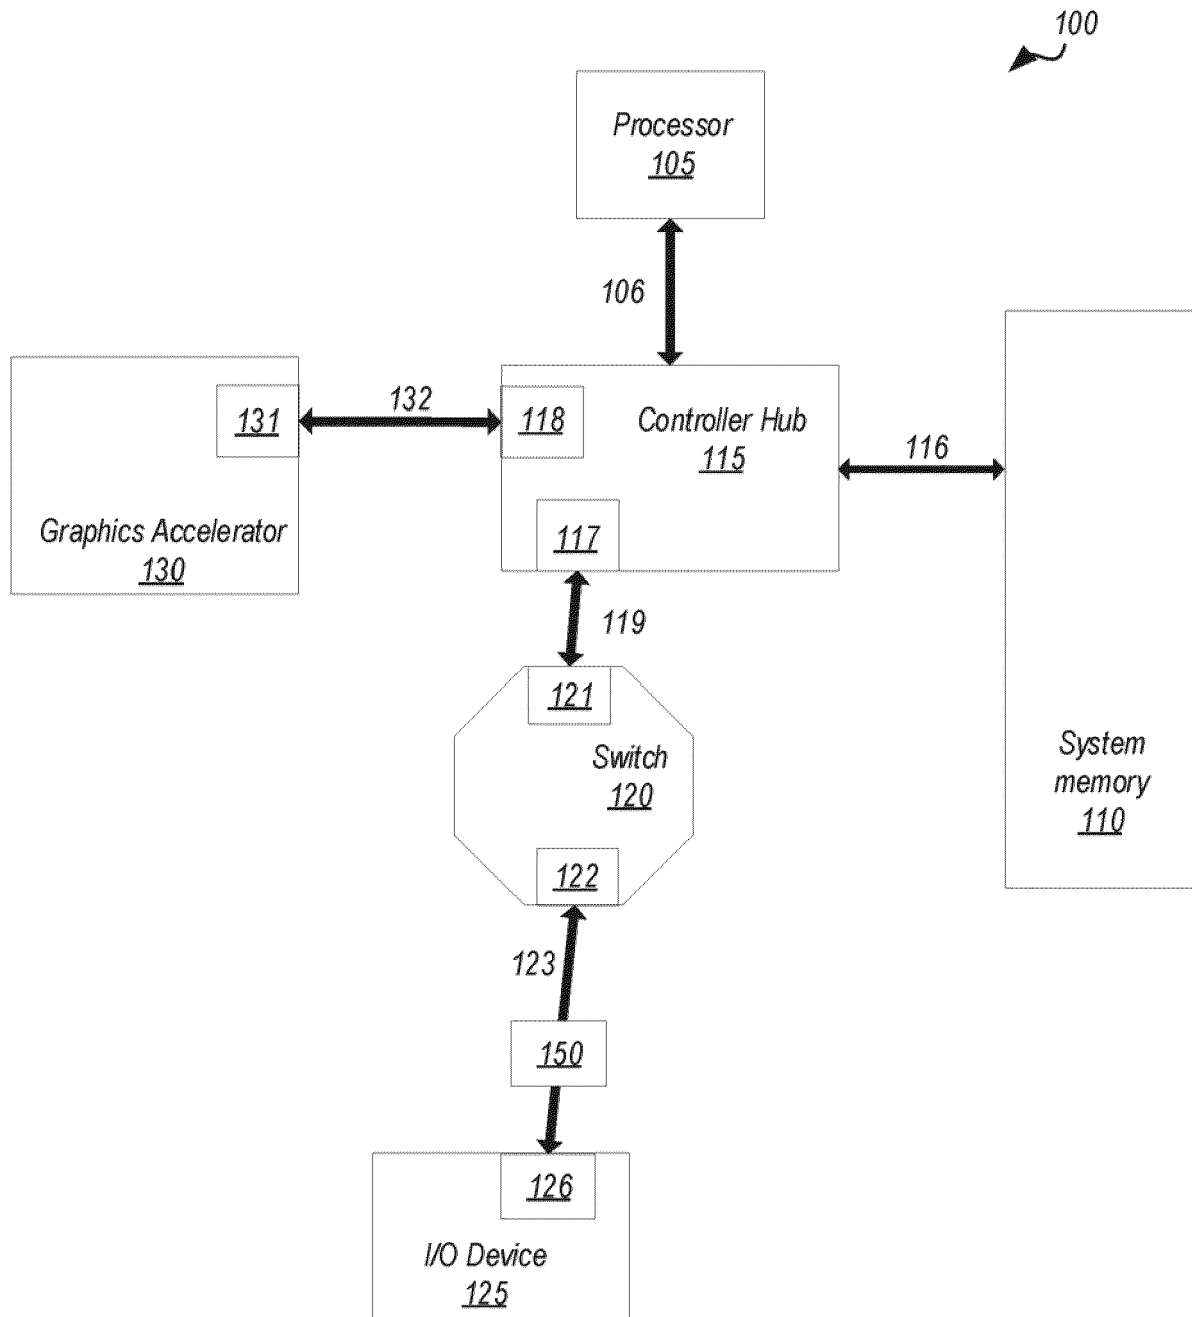 100
Processor
105
106
132
131
118
Controller Hub
115
116
Graphics Accelerator
130
117
119
121
Switch
120
System
memory
110
122
123
150
126
I/O Device
125